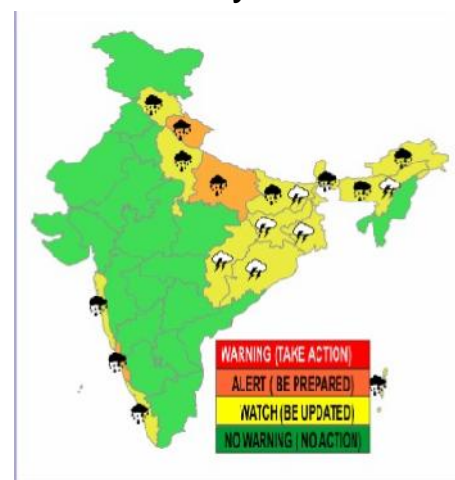 WARNING (TAKE ACTION)
ALERT ( BE PREPARED)
WATCH (BE UPDATED)
NO WARNING ( NO ACTION)